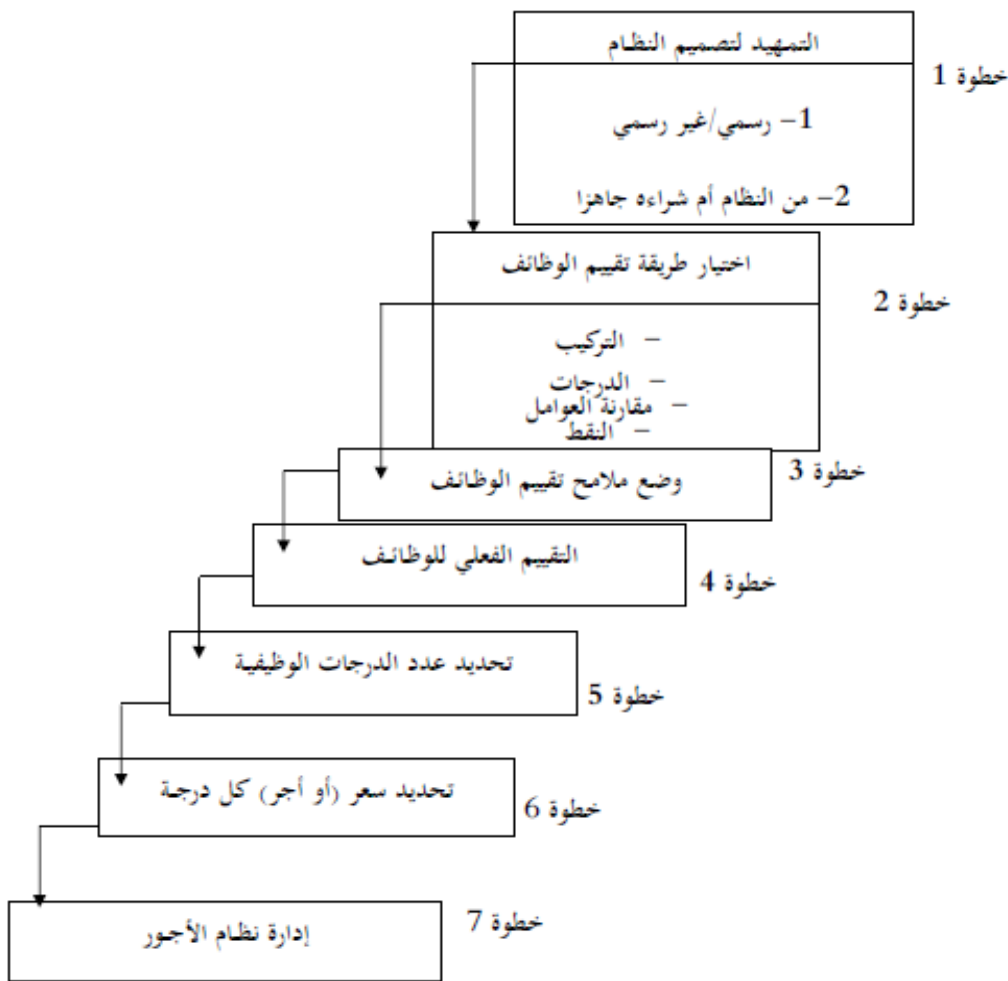 التمهيد لتصميم النظام
خطوة 1
1- رسمي/غير رسمي
2- من النظام أم شراءه جاهزا
اختيار طريقة تقييم الوظائف
خطوة 2
- التركيب
- الدرجات
- مقارنة العوامل
- النقط
خطوة 3
وضع ملامح تقييم الوظائف
التقييم الفعلي للوظائف
خطوة 4
تحديد عدد الدرجات الوظيفية
خطوة 5
تحديد سعر (أو أجر) كل درجة
خطوة 6
إدارة نظام الأجور
خطوة 7